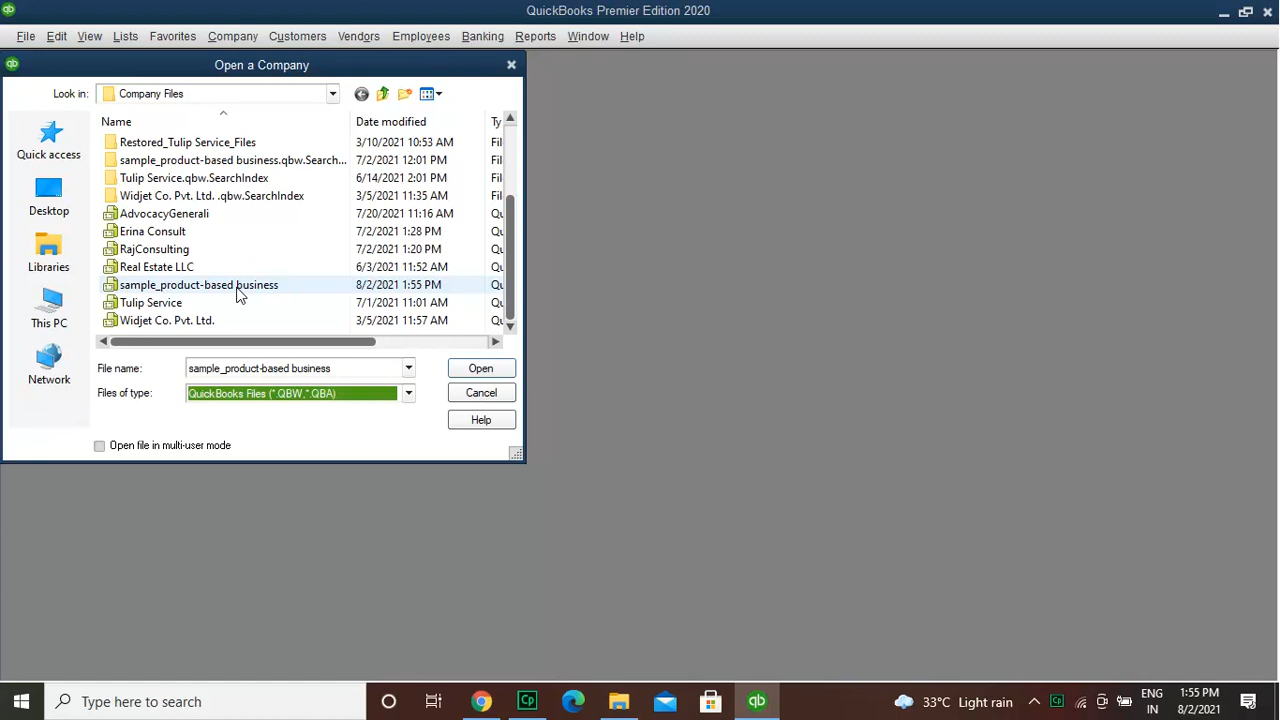 QuickBooks Premier Edition 2020
File Edit View Lists Favorites Company Customers Vendors Employees Banking Reports Window Help
Open a Company
Look in: Company Files
Name Date modified Ty
Restored_Tulip Service_Files 3/10/2021 10:53 AM Fil
sample_product-based business.qbw.Search... 7/2/2021 12:01 PM Fil
Tulip Service.qbw.SearchIndex 6/14/2021 2:01 PM Fil
Widjet Co. Pvt. Ltd. .qbw.SearchIndex 3/5/2021 11:35 AM Fil
AdvocacyGenerali 7/20/2021 11:16 AM Qu
Erina Consult 7/2/2021 1:28 PM Qu
RajConsulting 7/2/2021 1:20 PM Qu
Real Estate LLC 6/3/2021 11:52 AM Qu
sample_product-based business 8/2/2021 1:55 PM Qu
Tulip Service 7/1/2021 11:01 AM Qu
Widjet Co. Pvt. Ltd. 3/5/2021 11:57 AM Qu
Quick access
Desktop
Libraries
This PC
Network
File name: sample_product-based business Open
Files of type: QuickBooks Files (*.QBW,*.QBA) Cancel
Help
Open file in multi-user mode
Type here to search
33°C Light rain
ENG
IN
1:55 PM
8/2/2021